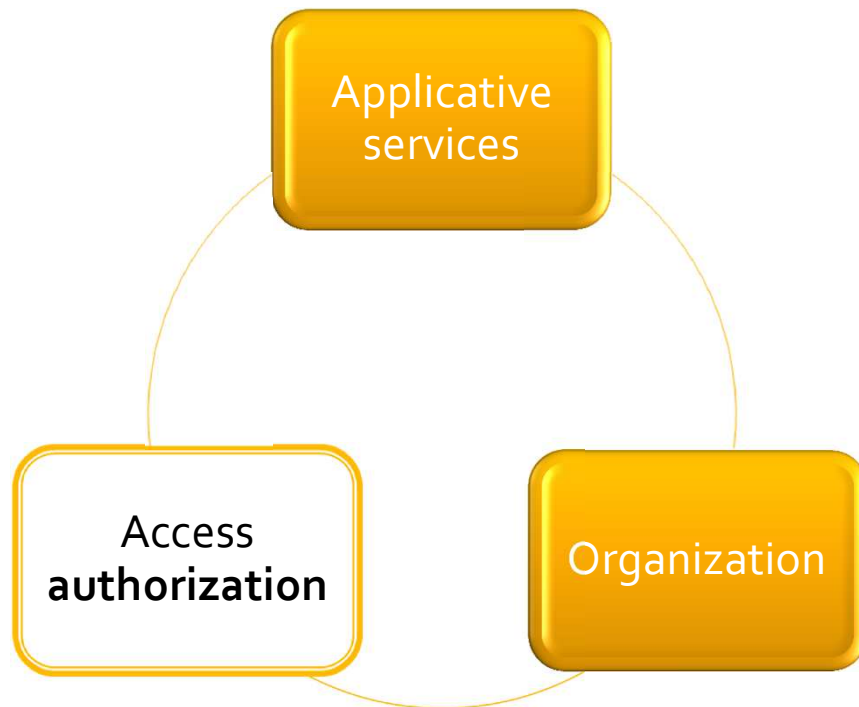 Applicative
services
Access
authorization
Organization